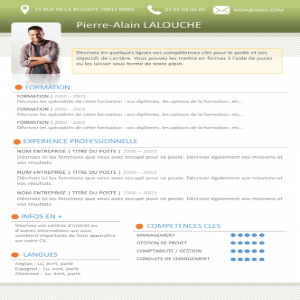 15 RUE DE LA REUSSITE 75012 PARIS
01 02 03 04 05
MON@MAIL.COM
Pierre-Alain LALOUCHE
Décrivez en quelques lignes vos compétences clés pour le poste et vos
objectifs de carrière. Vous pouvez les mettre en formes à l'aide de puces
ou les laisser sous forme de texte plein.
FORMATION
FORMATION | 2000 – 2003
Décrivez les spécialités de cette formation : vos diplômes, les options de la formation, etc..
FORMATION | 2000 – 2003
Décrivez les spécialités de cette formation : vos diplômes, les options de la formation, etc..
FORMATION | 2000 – 2003
Décrivez les spécialités de cette formation : vos diplômes, les options de la formation, etc..
EXPERIENCE PROFESSIONNELLE
NOM ENTREPRISE | TITRE DU POSTE | 2000 – 2003
Décrivez ici les fonctions que vous avez occupé pour ce poste. Décrivez également vos missions et
vos résultats.
NOM ENTREPRISE | TITRE DU POSTE | 2000 – 2003
Décrivez ici les fonctions que vous avez occupé pour ce poste. Décrivez également vos missions et
vos résultats.
NOM ENTREPRISE | TITRE DU POSTE | 2000 – 2003
Décrivez ici les fonctions que vous avez occupé pour ce poste. Décrivez également vos missions et
vos résultats.
INFOS EN +
Décrivez vos centres d'intérêt ou
d'autres informations qui vous
semblent importants de faire apparaître
sur votre CV.
LANGUES
Anglais : Lu, écrit, parlé
Espagnol : Lu, écrit, parlé
Allemand : Lu, écrit, parlé
COMPETENCES CLES
MANAGEMENT
GESTION DE PROJET
COMPTABILITE / GESTION
CONDUITE DE CHANGEMENT